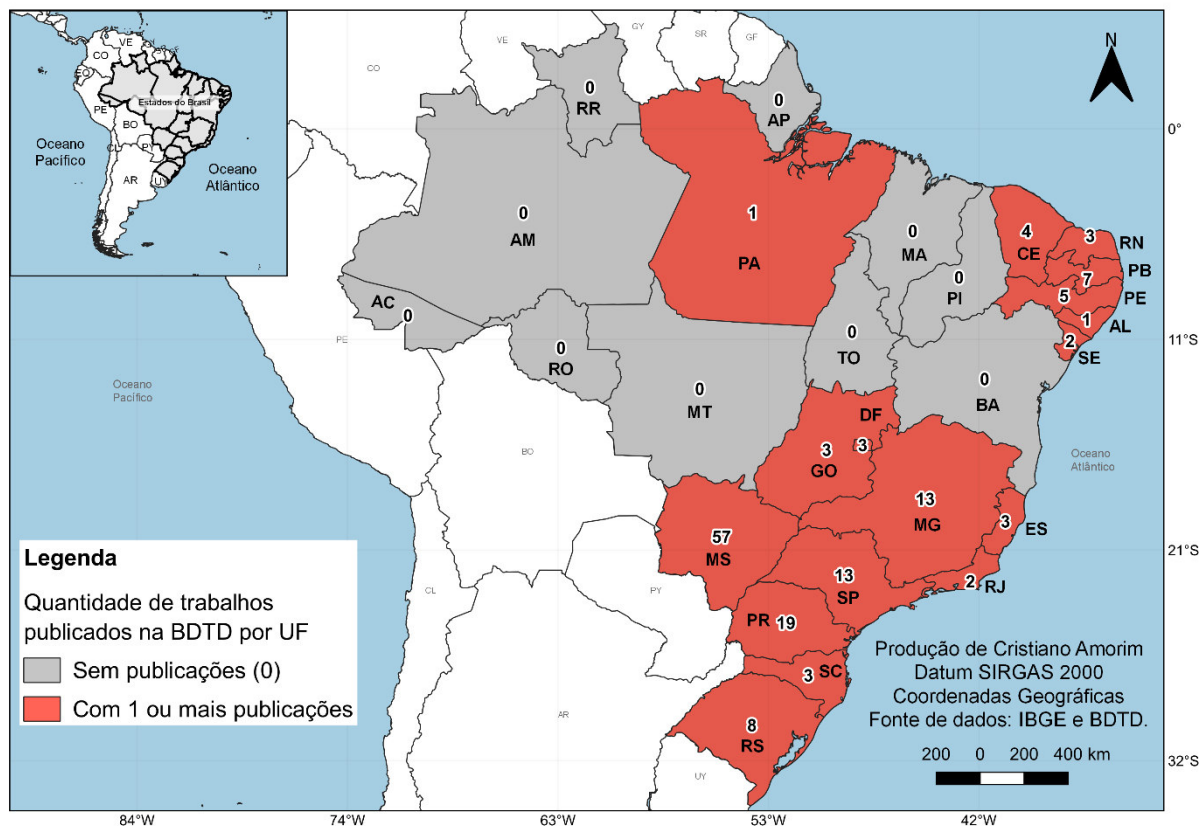 VE
CO
EQ
PE
BO
CL
PY
AR
UY
Estados do Brasil
Oceano
Pacífico
Oceano
Atlântico
VE
GY
SR
GF
CO
N
0
RR
0
AP
0°
0
AM
1
PA
0
MA
4
CE
3
RN
7
PB
0
PI
5
PE
1
AL
2
SE
AC
0
PE
0
RO
0
TO
11°S
Oceano
Pacífico
0
MT
0
BA
DF
3
3
GO
BO
Oceano
Atlântico
13
MG
3
ES
57
MS
21°S
13
SP
2
RJ
PY
CL
PR
19
3
SC
8
RS
AR
UY
32°S
Legenda
Quantidade de trabalhos
publicados na BDTD por UF
Sem publicações (0)
Com 1 ou mais publicações
Produção de Cristiano Amorim
Datum SIRGAS 2000
Coordenadas Geográficas
Fonte de dados: IBGE e BDTD.
200 0 200 400 km
84°W 74°W 63°W 53°W 42°W